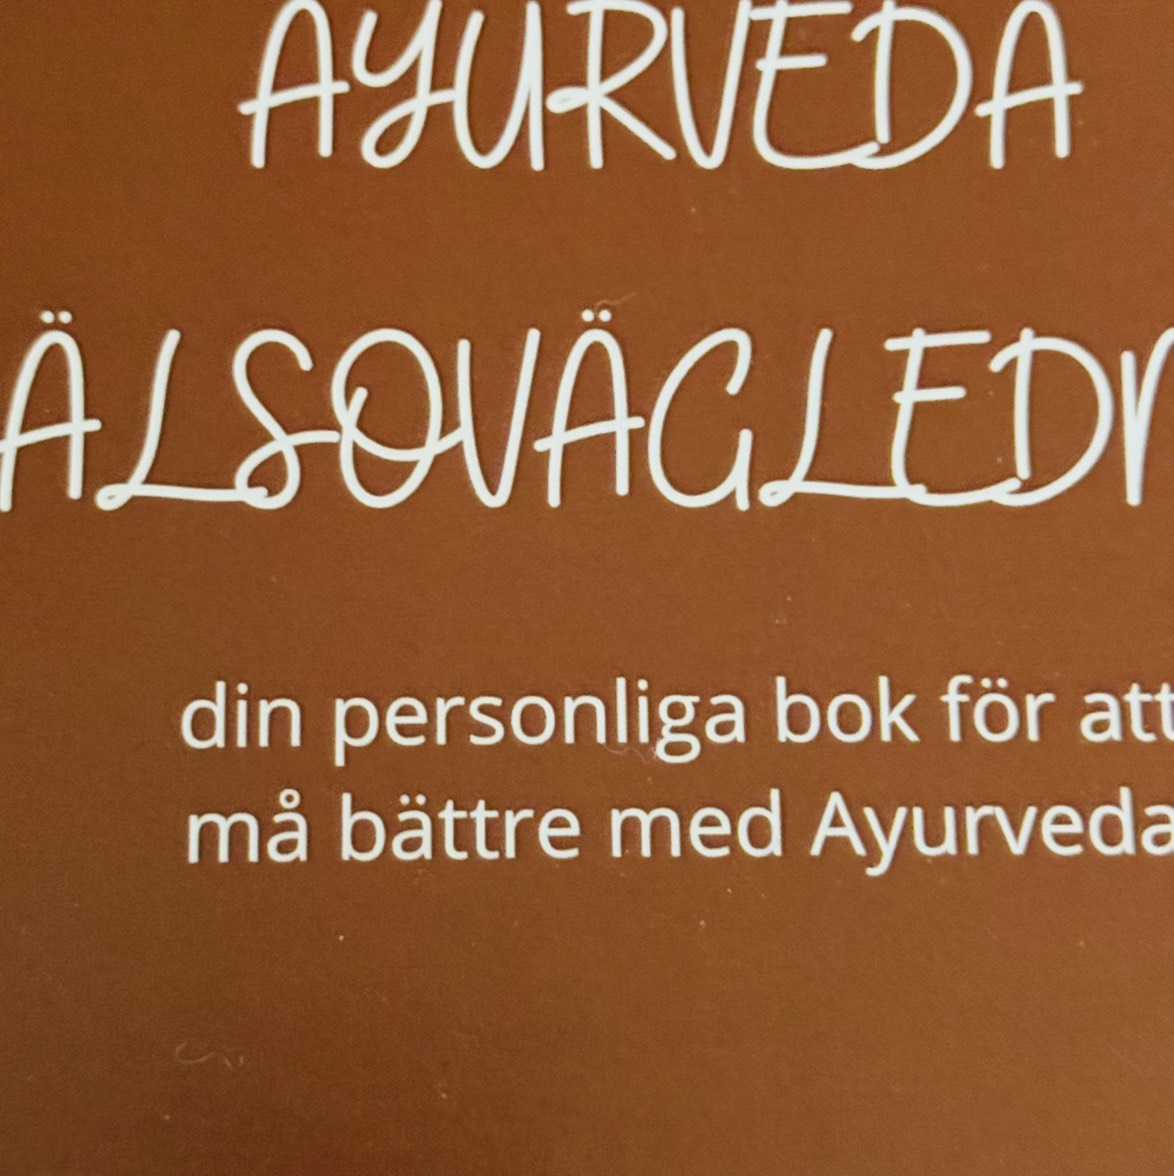 AYURVEDA
ÄLSOVÄGLEDN
din personliga bok för att
må bättre med Ayurveda